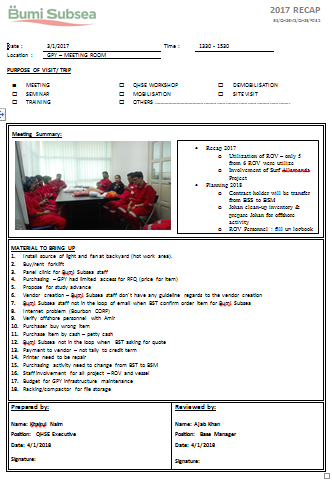 Bumi Subsea
2017 RECAP
Date : 3/1/2017 Time : 1330 - 1530
Location : GPY – MEETING ROOM
PURPOSE OF VISIT/ TRIP
MEETING QHSE WORKSHOP DEMOBILISATION
SEMINAR MOBILISATION SITE VISIT
TRAINING OTHERS
Meeting Summary:
Recap 2017
Utilization of ROV – only 5
from 6 ROV were utilize
Involvement of Surf
Project
Planning 2018
Contract holder will be transfer
from BSS to BSM
Johan clean-up inventory &
prepare Johan for offshore
activity
ROV Personnel : fill up logbook
MATERIAL TO BRING UP
1. Install source of light and fan at backyard (hot work area).
2. Buy/rent forklift
3. Panel clinic for Bumi Subsea staff
4. Purchasing – GPY had limited access for RFQ (price for item)
5. Propose for study advance
6. Vendor creation – Bumi Subsea staff don't have any guideline regards to the vendor creation
7. Bumi Subsea staff not in the loop of email when BST confirm order item for Bumi Subsea
8. Internet problem (Bourbon CORP)
9. Verify offshore personnel with Amir
10. Purchaser buy wrong item
11. Purchase item by cash – petty cash
12. Bumi Subsea not in the loop when BST asking for quote
13. Payment to vendor – not tally to credit term
14. Printer need to be repair
15. Purchasing activity need to change from BST to BSM
16. Staff involvement for all project – ROV and vessel
17. Budget for GPY infrastructure maintenance
18. Racking/compactor for file storage
Prepared by: Reviewed by:
Name: Khairul Naim Name: Ajab Khan
Position: QHSE Executive Position: Base Manager
Date: 4/1/2018 Date: 4/1/2018
Signature: Signature: